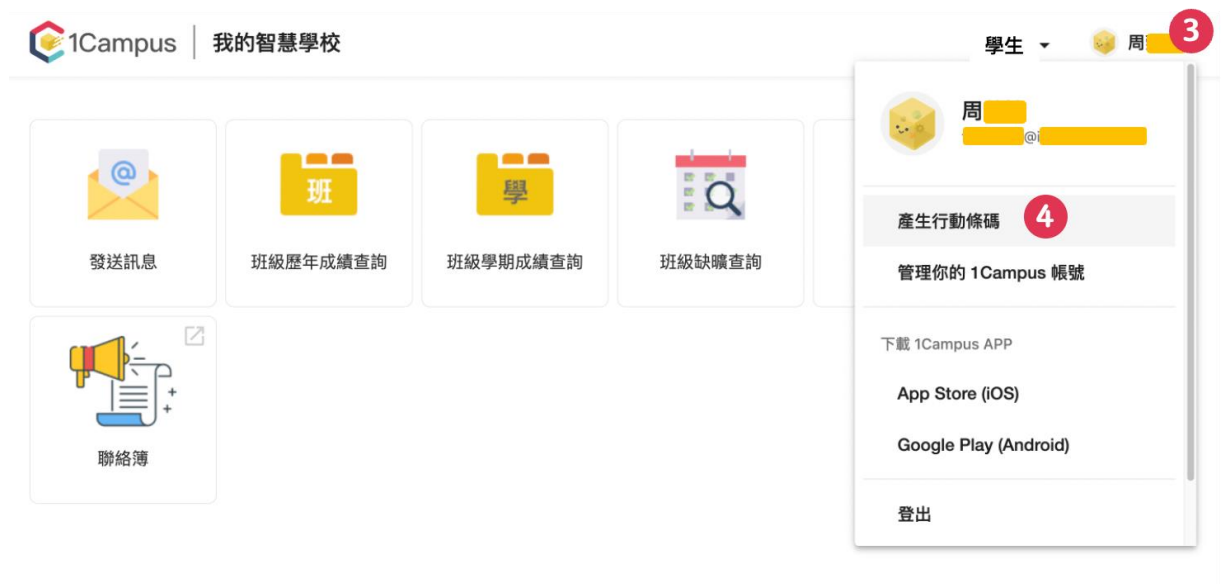 1Campus 我的智慧學校
學生
周
3
周
@i
產生行動條碼
4
管理你的 1Campus 帳號
下載 1Campus APP
App Store (iOS)
Google Play (Android)
登出
@
班
學
發送訊息
班級歷年成績查詢
班級學期成績查詢
班級缺曠查詢
聯絡簿